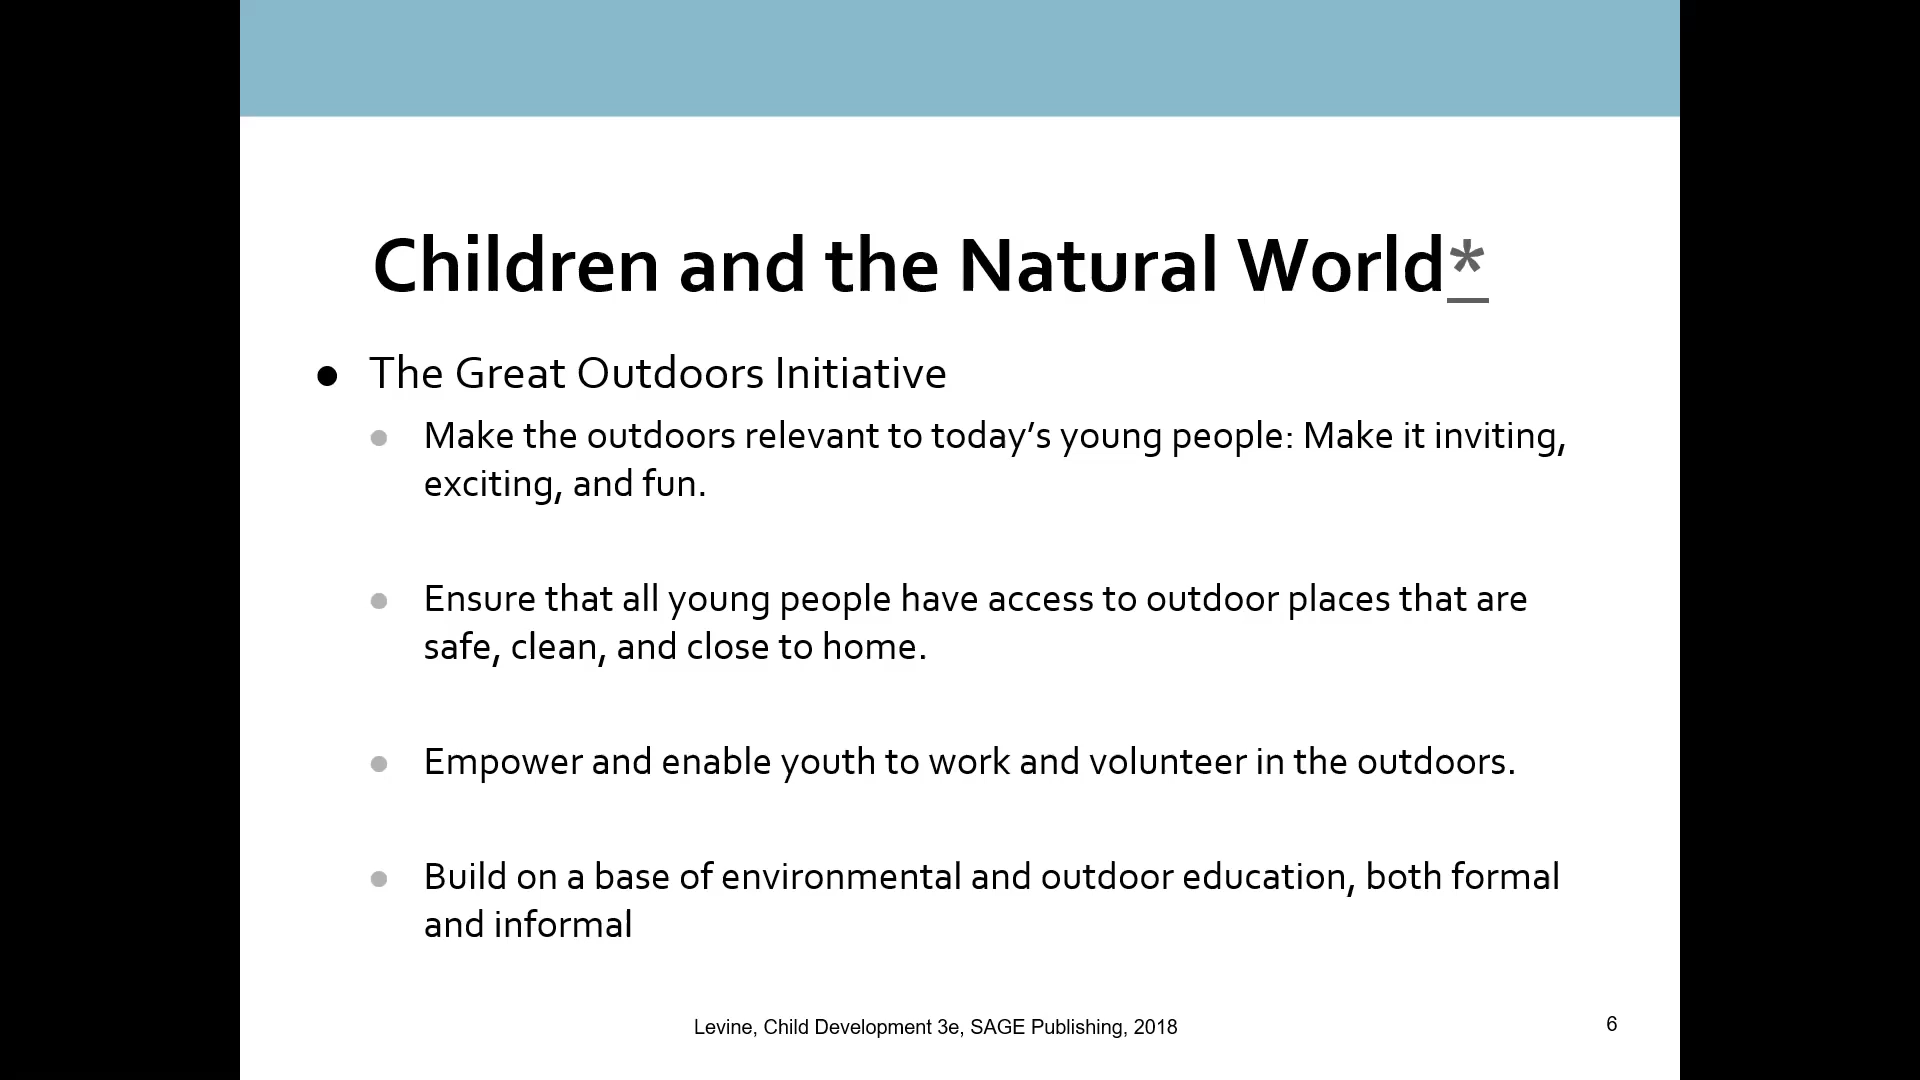 Children and the Natural World*
● The Great Outdoors Initiative
● Make the outdoors relevant to today’s young people: Make it inviting,
exciting, and fun.
● Ensure that all young people have access to outdoor places that are
safe, clean, and close to home.
● Empower and enable youth to work and volunteer in the outdoors.
● Build on a base of environmental and outdoor education, both formal
and informal
Levine, Child Development 3e, SAGE Publishing, 2018
6